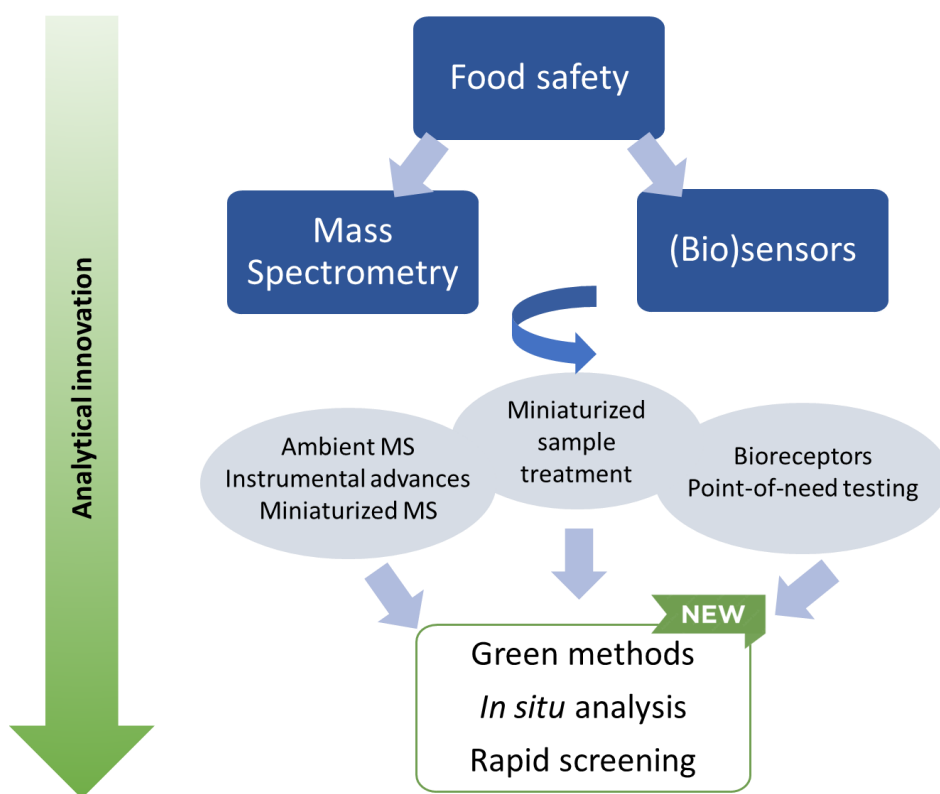 Analytical innovation
Food safety
Mass
Spectrometry
(Bio)sensors
Ambient MS
Instrumental advances
Miniaturized MS
Miniaturized
sample
treatment
Bioreceptors
Point-of-need testing
NEW
Green methods
In situ analysis
Rapid screening